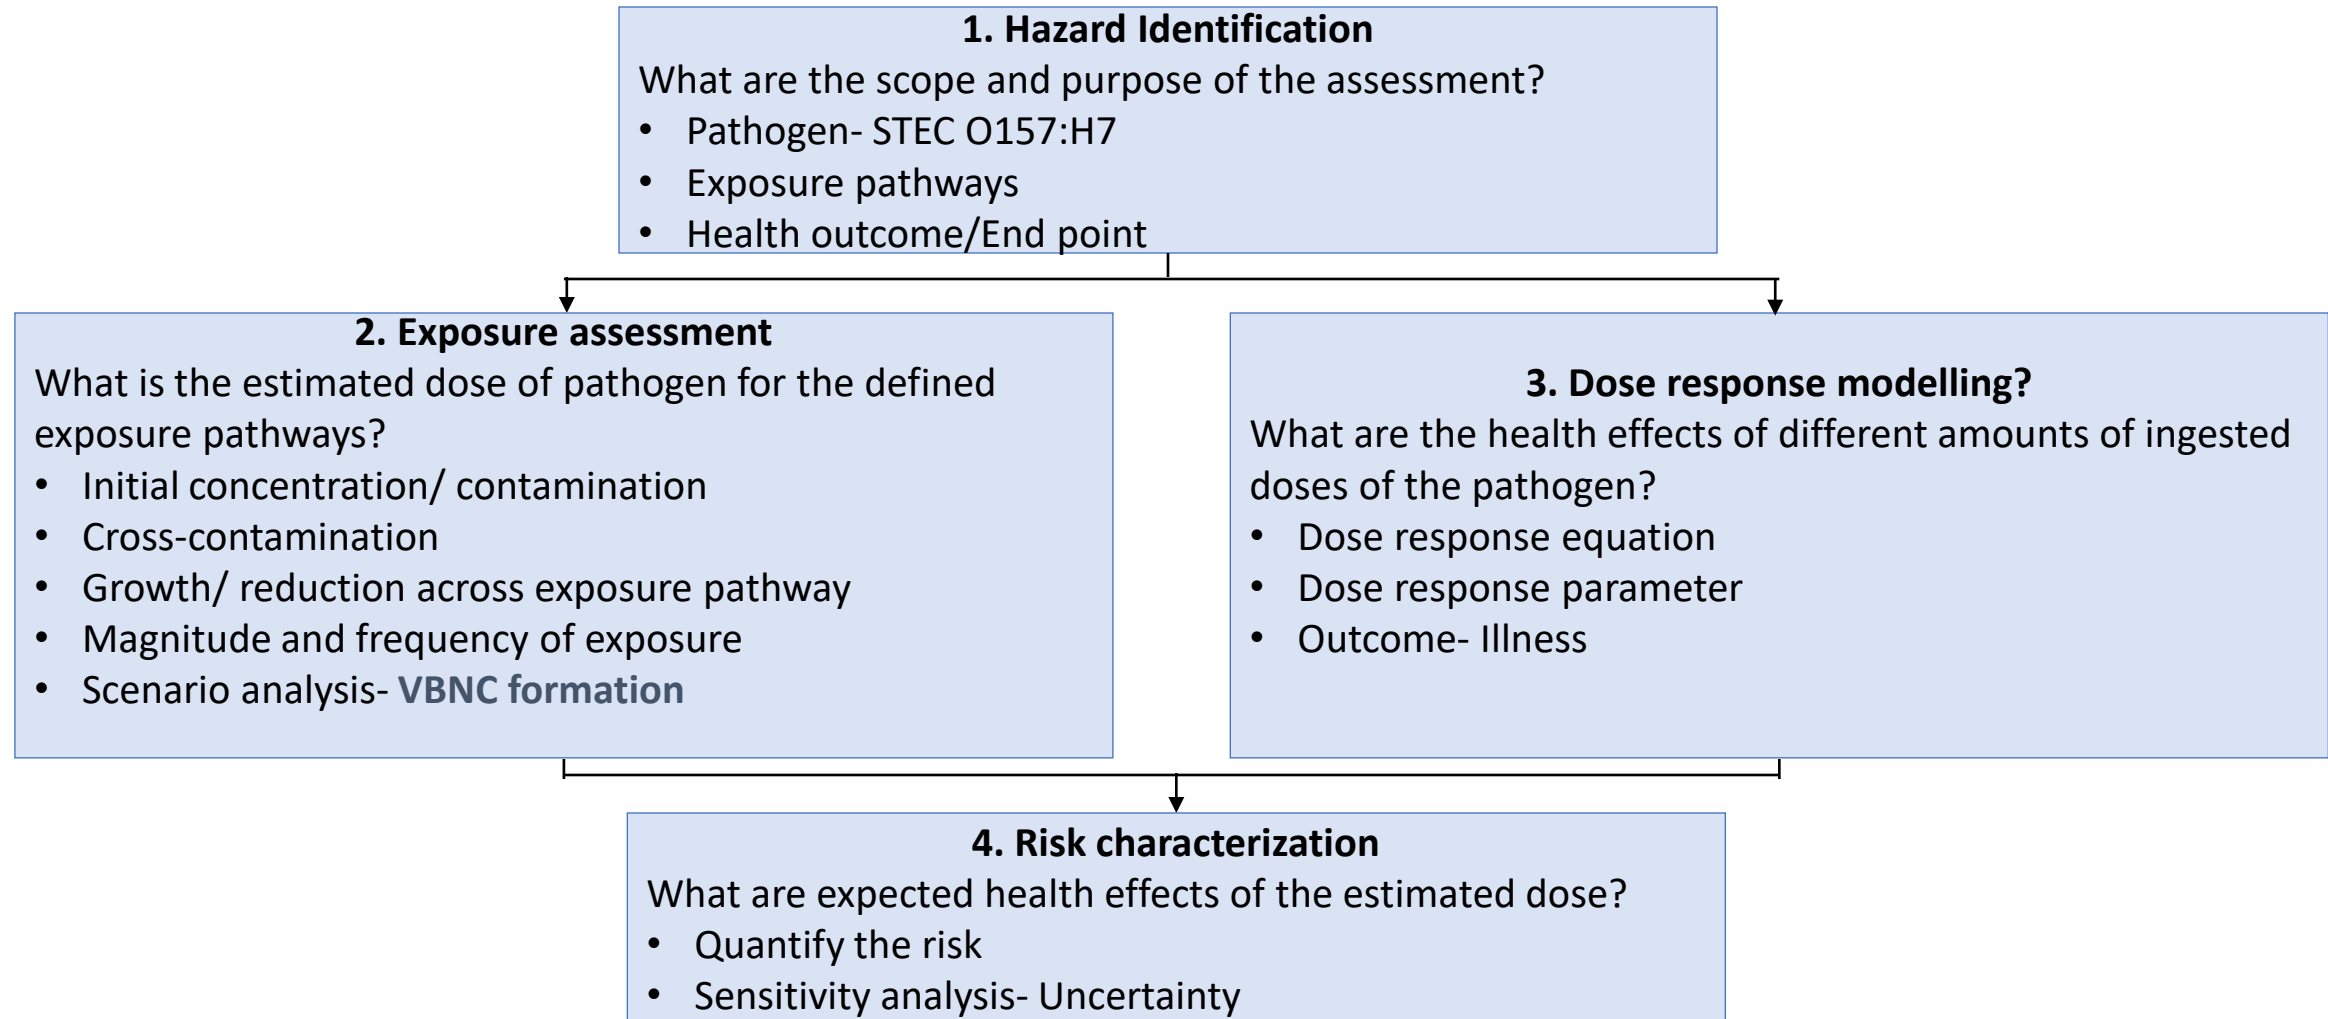 1. Hazard Identification
What are the scope and purpose of the assessment?
• Pathogen- STEC O157:H7
• Exposure pathways
• Health outcome/End point
2. Exposure assessment
What is the estimated dose of pathogen for the defined
exposure pathways?
• Initial concentration/ contamination
• Cross-contamination
• Growth/ reduction across exposure pathway
• Magnitude and frequency of exposure
• Scenario analysis- VBNC formation
3. Dose response modelling?
What are the health effects of different amounts of ingested
doses of the pathogen?
• Dose response equation
• Dose response parameter
• Outcome- Illness
4. Risk characterization
What are expected health effects of the estimated dose?
• Quantify the risk
• Sensitivity analysis- Uncertainty